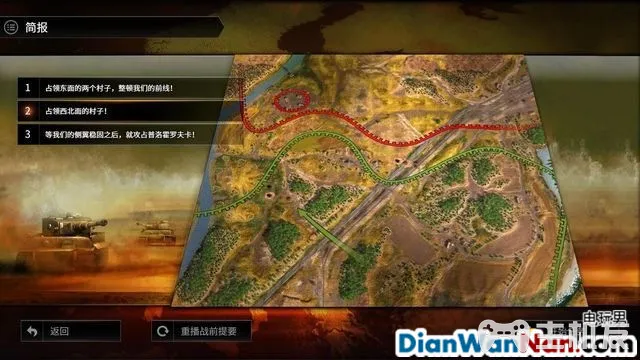 简报
1 占领东面的两个村子，整顿我们的前线！
2 占领西北面的村子！
3 等我们的侧翼稳固之后，就攻占普洛霍罗夫卡！
返回
重播战前提要
电玩男
DianWanNan.com